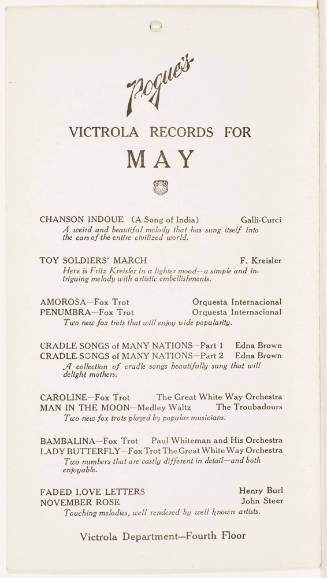 Pogue's
VICTROLA RECORDS FOR
MAY
CHANSON INDOUE (A Song of India) Galli-Curci
A weird and beautiful melody that has sung itself into
the ears of the entire civilized world.
TOY SOLDIERS' MARCH F. Kreisler
Here is Fritz Kreisler in a lighter mood—a simple and in-
triguing melody with artistic embellishments.
AMOROSA—Fox Trot Orquesta Internacional
PENUMBRA—Fox Trot Orquesta Internacional
Two new fox trots that will enjoy wide popularity.
CRADLE SONGS of MANY NATIONS—Part 1 Edna Brown
CRADLE SONGS of MANY NATIONS—Part 2 Edna Brown
A collection of cradle songs beautifully sung that will
delight mothers.
CAROLINE—Fox Trot The Great White Way Orchestra
MAN IN THE MOON—Medley Waltz The Troubadours
Two new fox trots played by popular musicians.
BAMBALINA—Fox Trot Paul Whiteman and His Orchestra
LADY BUTTERFLY—Fox Trot The Great White Way Orchestra
Two numbers that are vastly different in detail—and both
enjoyable.
FADED LOVE LETTERS Henry Burl
NOVEMBER ROSE John Steer
Touching melodies, well rendered by well known artists.
Victrola Department—Fourth Floor